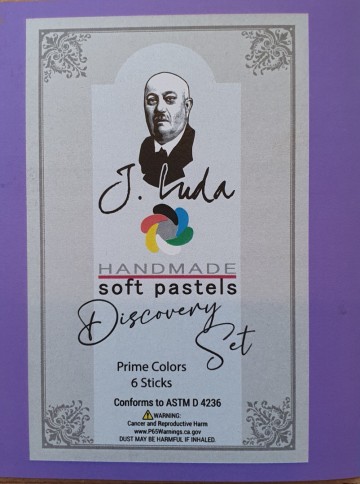 J. Luda
HANDMADE
soft pastels
Discovery
Set
Prime Colors
6 Sticks
Conforms to ASTM D 4236
WARNING:
Cancer and Reproductive Harm
www.P65Warnings.ca.gov
DUST MAY BE HARMFUL IF INHALED.